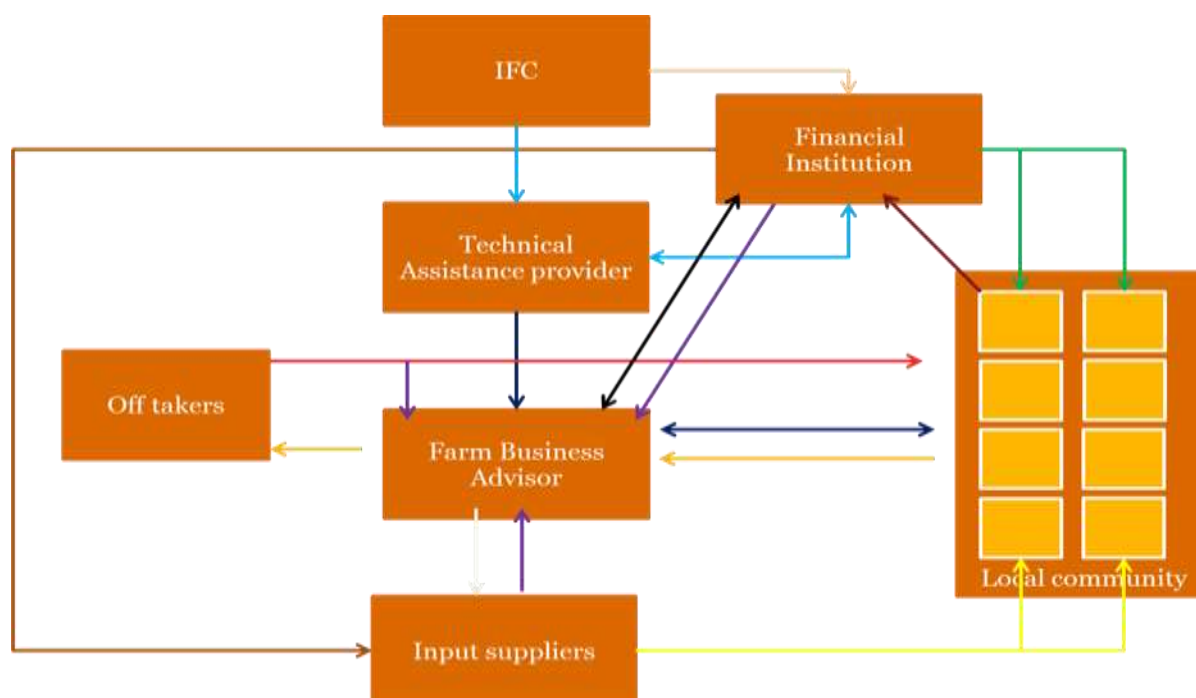 IFC
Financial
Institution
Technical
Assistance provider
Off takers
Farm Business
Advisor
Local community
Input suppliers